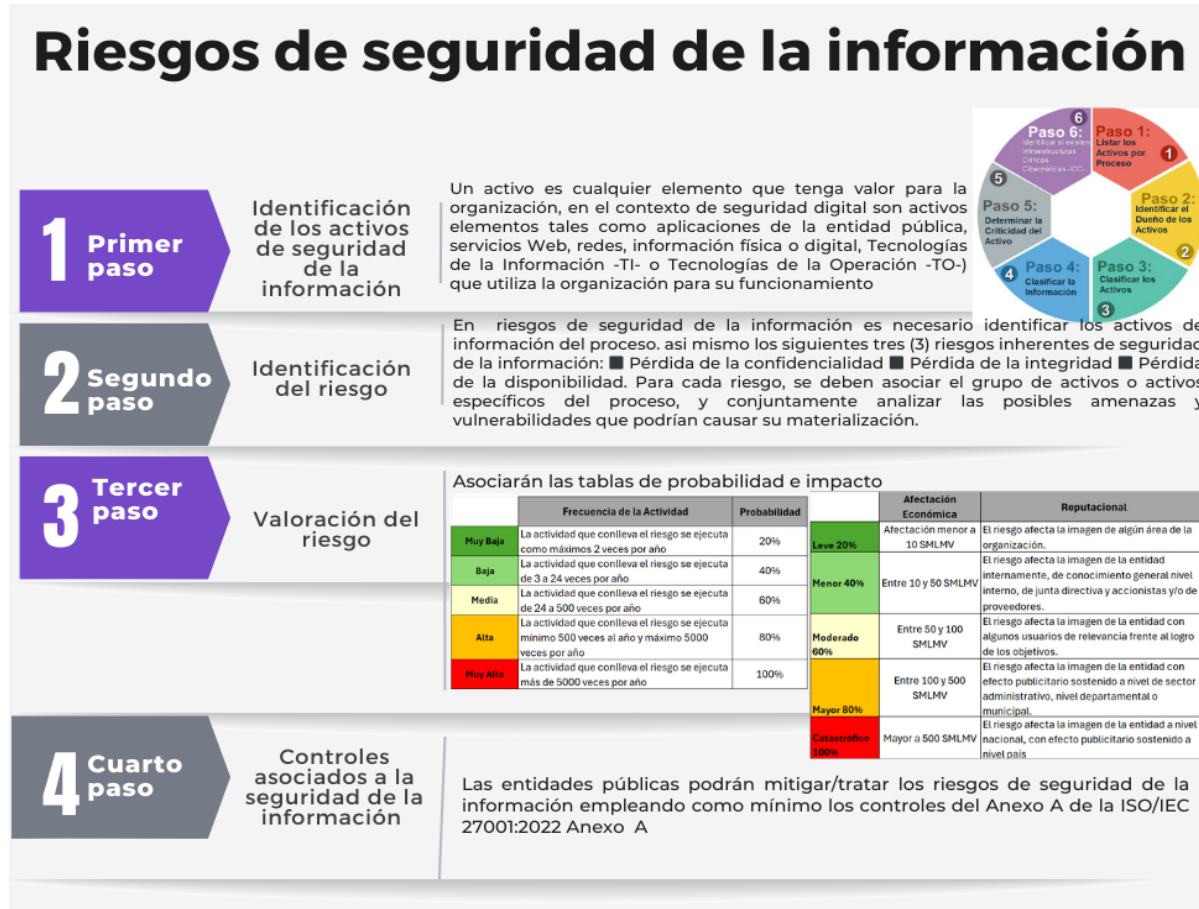 Riesgos de seguridad de la información
6
Paso 6:
Identificar si existen
Infraestructuras
Críticas
Cibernéticas -ICC-
Paso 1:
Listar los
Activos por
Proceso
1
5
Paso 5:
Determinar la
Criticidad del
Activo
Paso 2:
Identificar el
Dueño de los
Activos
2
4
Paso 4:
Clasificar la
Información
Paso 3:
Clasificar los
Activos
3
1
Primer
paso
Identificación
de los activos
de seguridad
de la
información
Un activo es cualquier elemento que tenga valor para la
organización, en el contexto de seguridad digital son activos
elementos tales como aplicaciones de la entidad pública,
servicios Web, redes, información física o digital, Tecnologías
de la Información -TI- o Tecnologías de la Operación -TO-)
que utiliza la organización para su funcionamiento
2
Segundo
paso
Identificación
del riesgo
En riesgos de seguridad de la información es necesario identificar los activos de
información del proceso. asi mismo los siguientes tres (3) riesgos inherentes de seguridad
de la información: ■ Pérdida de la confidencialidad ■ Pérdida de la integridad ■ Pérdida
de la disponibilidad. Para cada riesgo, se deben asociar el grupo de activos o activos
específicos del proceso, y conjuntamente analizar las posibles amenazas y
vulnerabilidades que podrían causar su materialización.
3
Tercer
paso
Valoración del
riesgo
Asociarán las tablas de probabilidad e impacto
Frecuencia de la Actividad Probabilidad
Muy Baja
La actividad que conlleva el riesgo se ejecuta
como máximos 2 veces por año
20%
Baja
La actividad que conlleva el riesgo se ejecuta
de 3 a 24 veces por año
40%
Media
La actividad que conlleva el riesgo se ejecuta
de 24 a 500 veces por año
60%
Alta
La actividad que conlleva el riesgo se ejecuta
mínimo 500 veces al año y máximo 5000
veces por año
80%
Muy Alta
La actividad que conlleva el riesgo se ejecuta
más de 5000 veces por año
100%
Afectación
Económica
Reputacional
Leve 20%
Afectación menor a
10 SMLMV
El riesgo afecta la imagen de algún área de la
organización.
Menor 40%
Entre 10 y 50 SMLMV
El riesgo afecta la imagen de la entidad
internamente, de conocimiento general nivel
interno, de junta directiva y accionistas y/o de
proveedores.
Moderado
60%
Entre 50 y 100
SMLMV
El riesgo afecta la imagen de la entidad con
algunos usuarios de relevancia frente al logro
de los objetivos.
Mayor 80%
Entre 100 y 500
SMLMV
El riesgo afecta la imagen de la entidad con
efecto publicitario sostenido a nivel de sector
administrativo, nivel departamental o
municipal.
Catastrófico
100%
Mayor a 500 SMLMV
El riesgo afecta la imagen de la entidad a nivel
nacional, con efecto publicitario sostenido a
nivel país
4
Cuarto
paso
Controles
asociados a la
seguridad de la
información
Las entidades públicas podrán mitigar/tratar los riesgos de seguridad de la
información empleando como mínimo los controles del Anexo A de la ISO/IEC
27001:2022 Anexo A